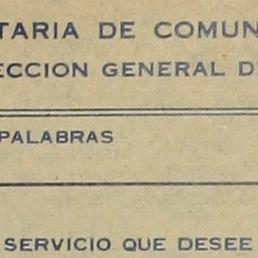 TARIA DE COMUN
ECCION GENERAL D
PALABRAS
SERVICIO QUE DESEE